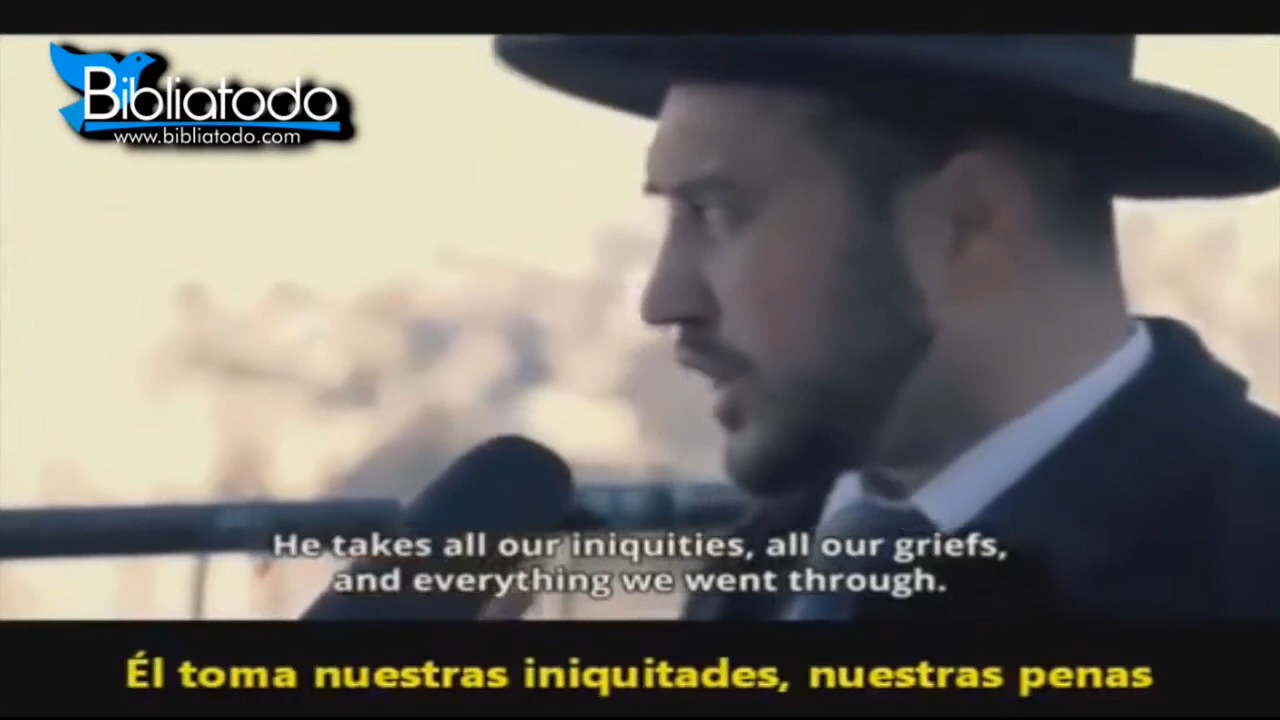 Bibliatodo
www.bibliatodo.com
He takes all our iniquities, all our griefs,
and everything we went through.
Él toma nuestras iniquitades, nuestras penas